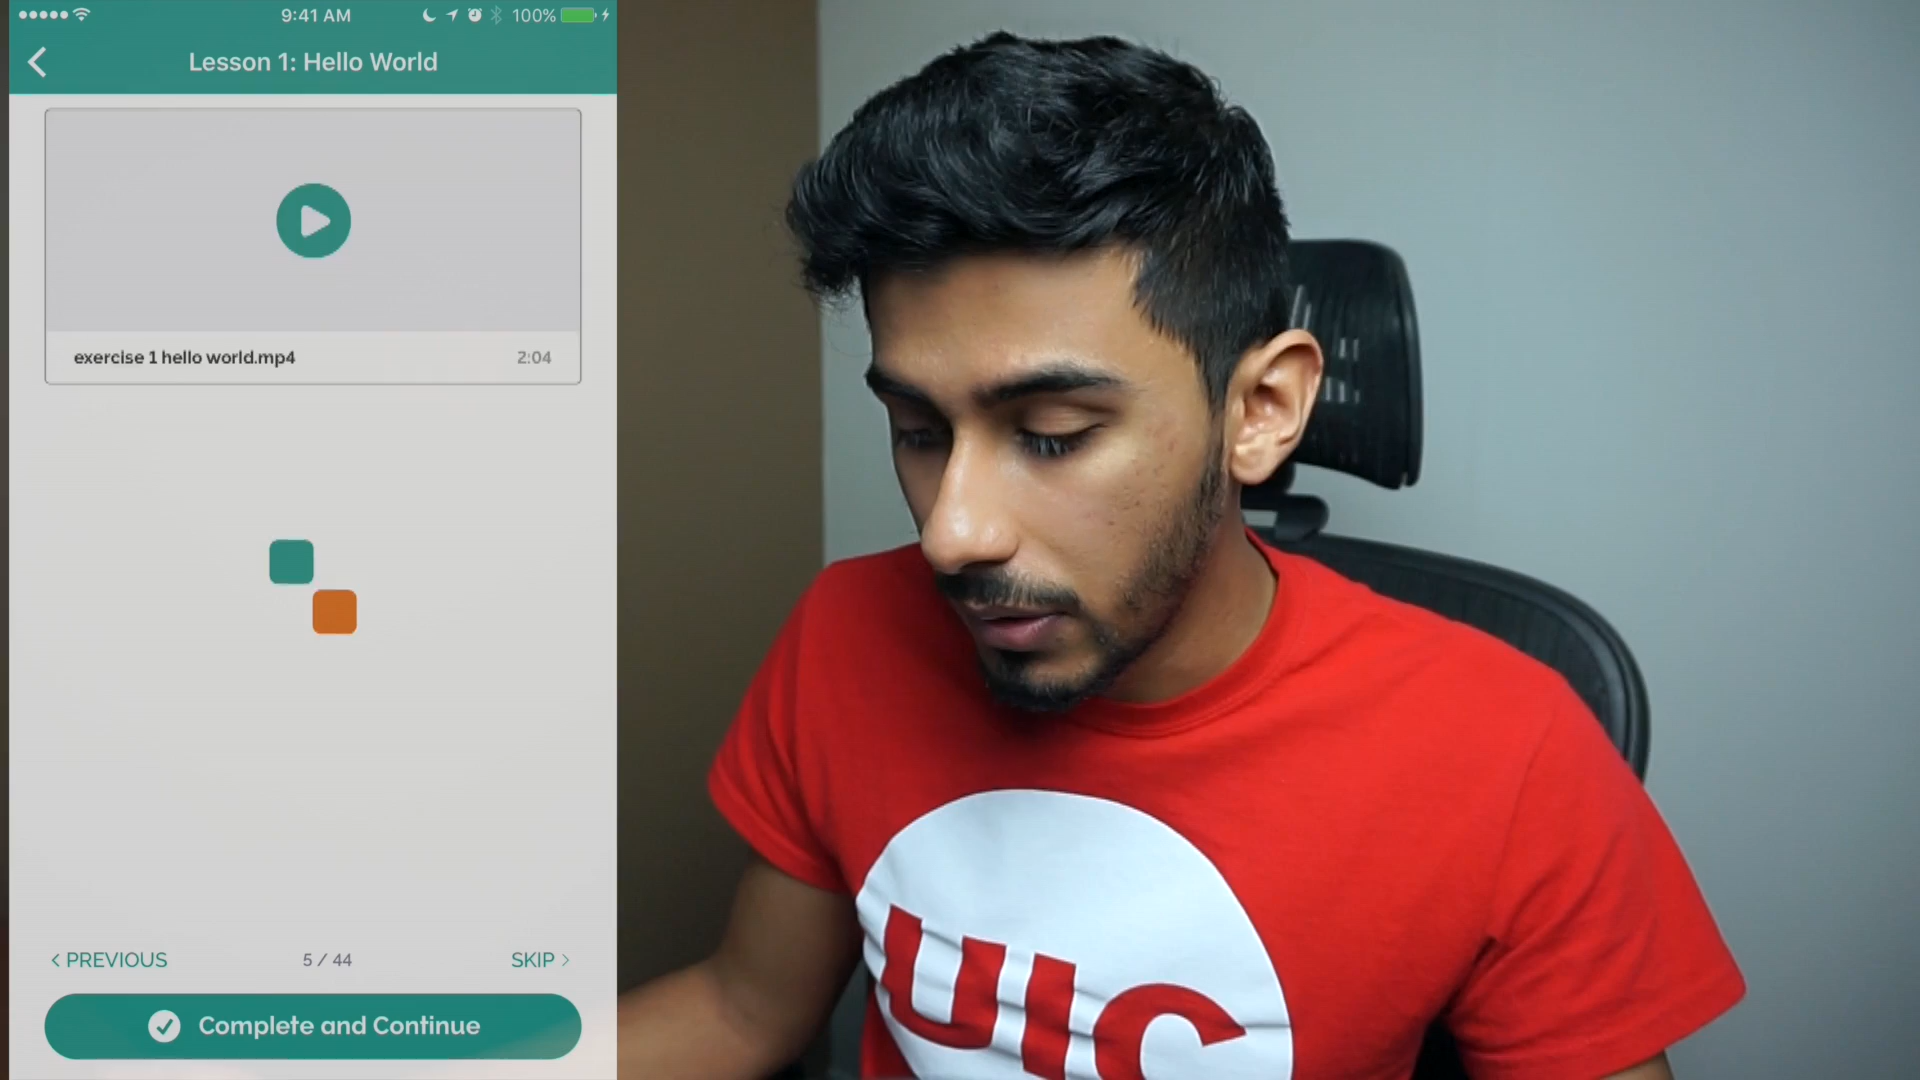 9:41 AM
100%
Lesson 1: Hello World
exercise 1 hello world.mp4
2:04
PREVIOUS
5 / 44
SKIP
Complete and Continue
UIC